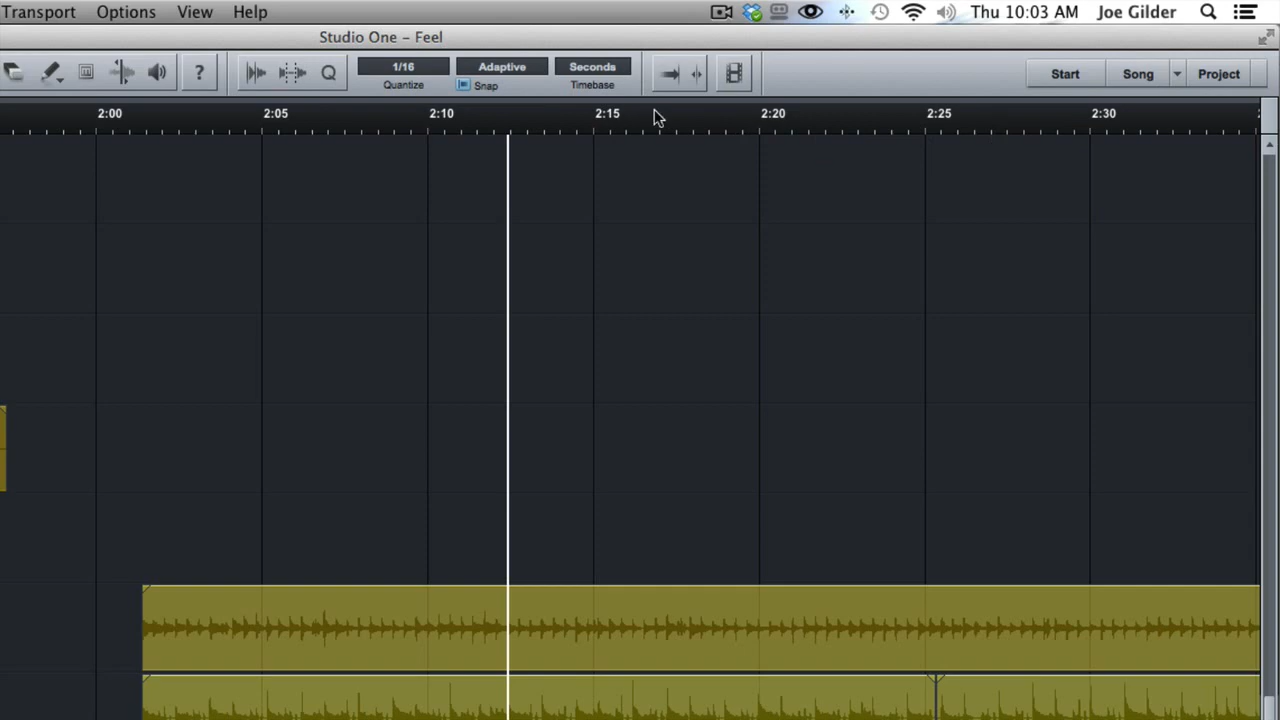 Transport Options View Help Thu 10:03 AM Joe Gilder
Studio One – Feel
? Q 1/16 Adaptive Seconds Start Song Project
Quantize Snap Timebase
2:00 2:05 2:10 2:15 2:20 2:25 2:30